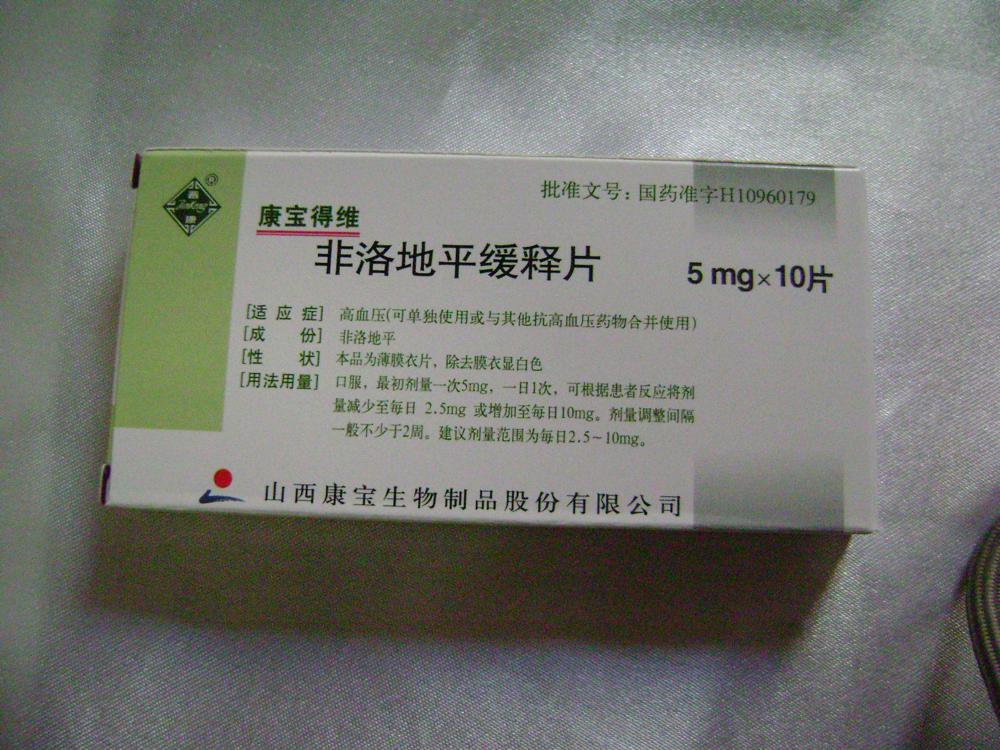 批准文号：国药准字H10960179
康宝得维
非洛地平缓释片 5mg×10片
[适应症] 高血压(可单独使用或与其他抗高血压药物合并使用)
[成份] 非洛地平
[性状] 本品为薄膜衣片，除去膜衣显白色
[用法用量] 口服，最初剂量一次5mg，一日1次，可根据患者反应将剂
量减少至每日 2.5mg 或增加至每日10mg。剂量调整间隔
一般不少于2周。建议剂量范围为每日2.5～10mg。
山西康宝生物制品股份有限公司